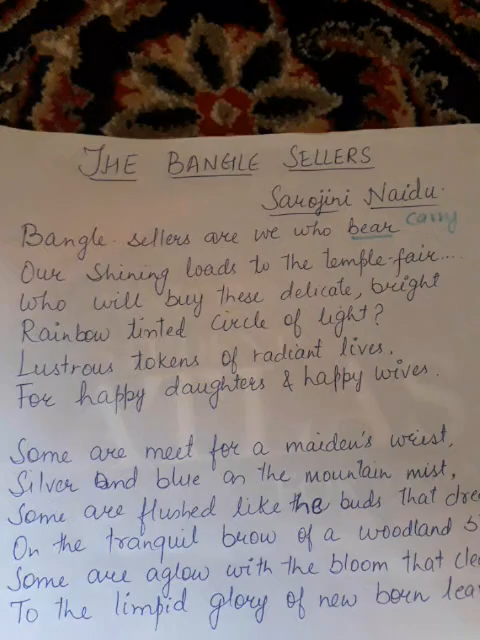 THE BANGLE SELLERS
Sarojini Naidu.
Bangle sellers are we who bear carry
Our Shining loads to the temple-fair....
Who will buy these delicate, bright
Rainbow tinted circle of light?
Lustrous tokens of radiant lives.
For happy daughters & happy wives.
Some are meet for a maiden's wrist,
Silver and blue on the mountain mist,
Some are flushed like the buds that
On the tranquil brow of a woodland
Some are aglow with the bloom that
To the limpid glory of new born